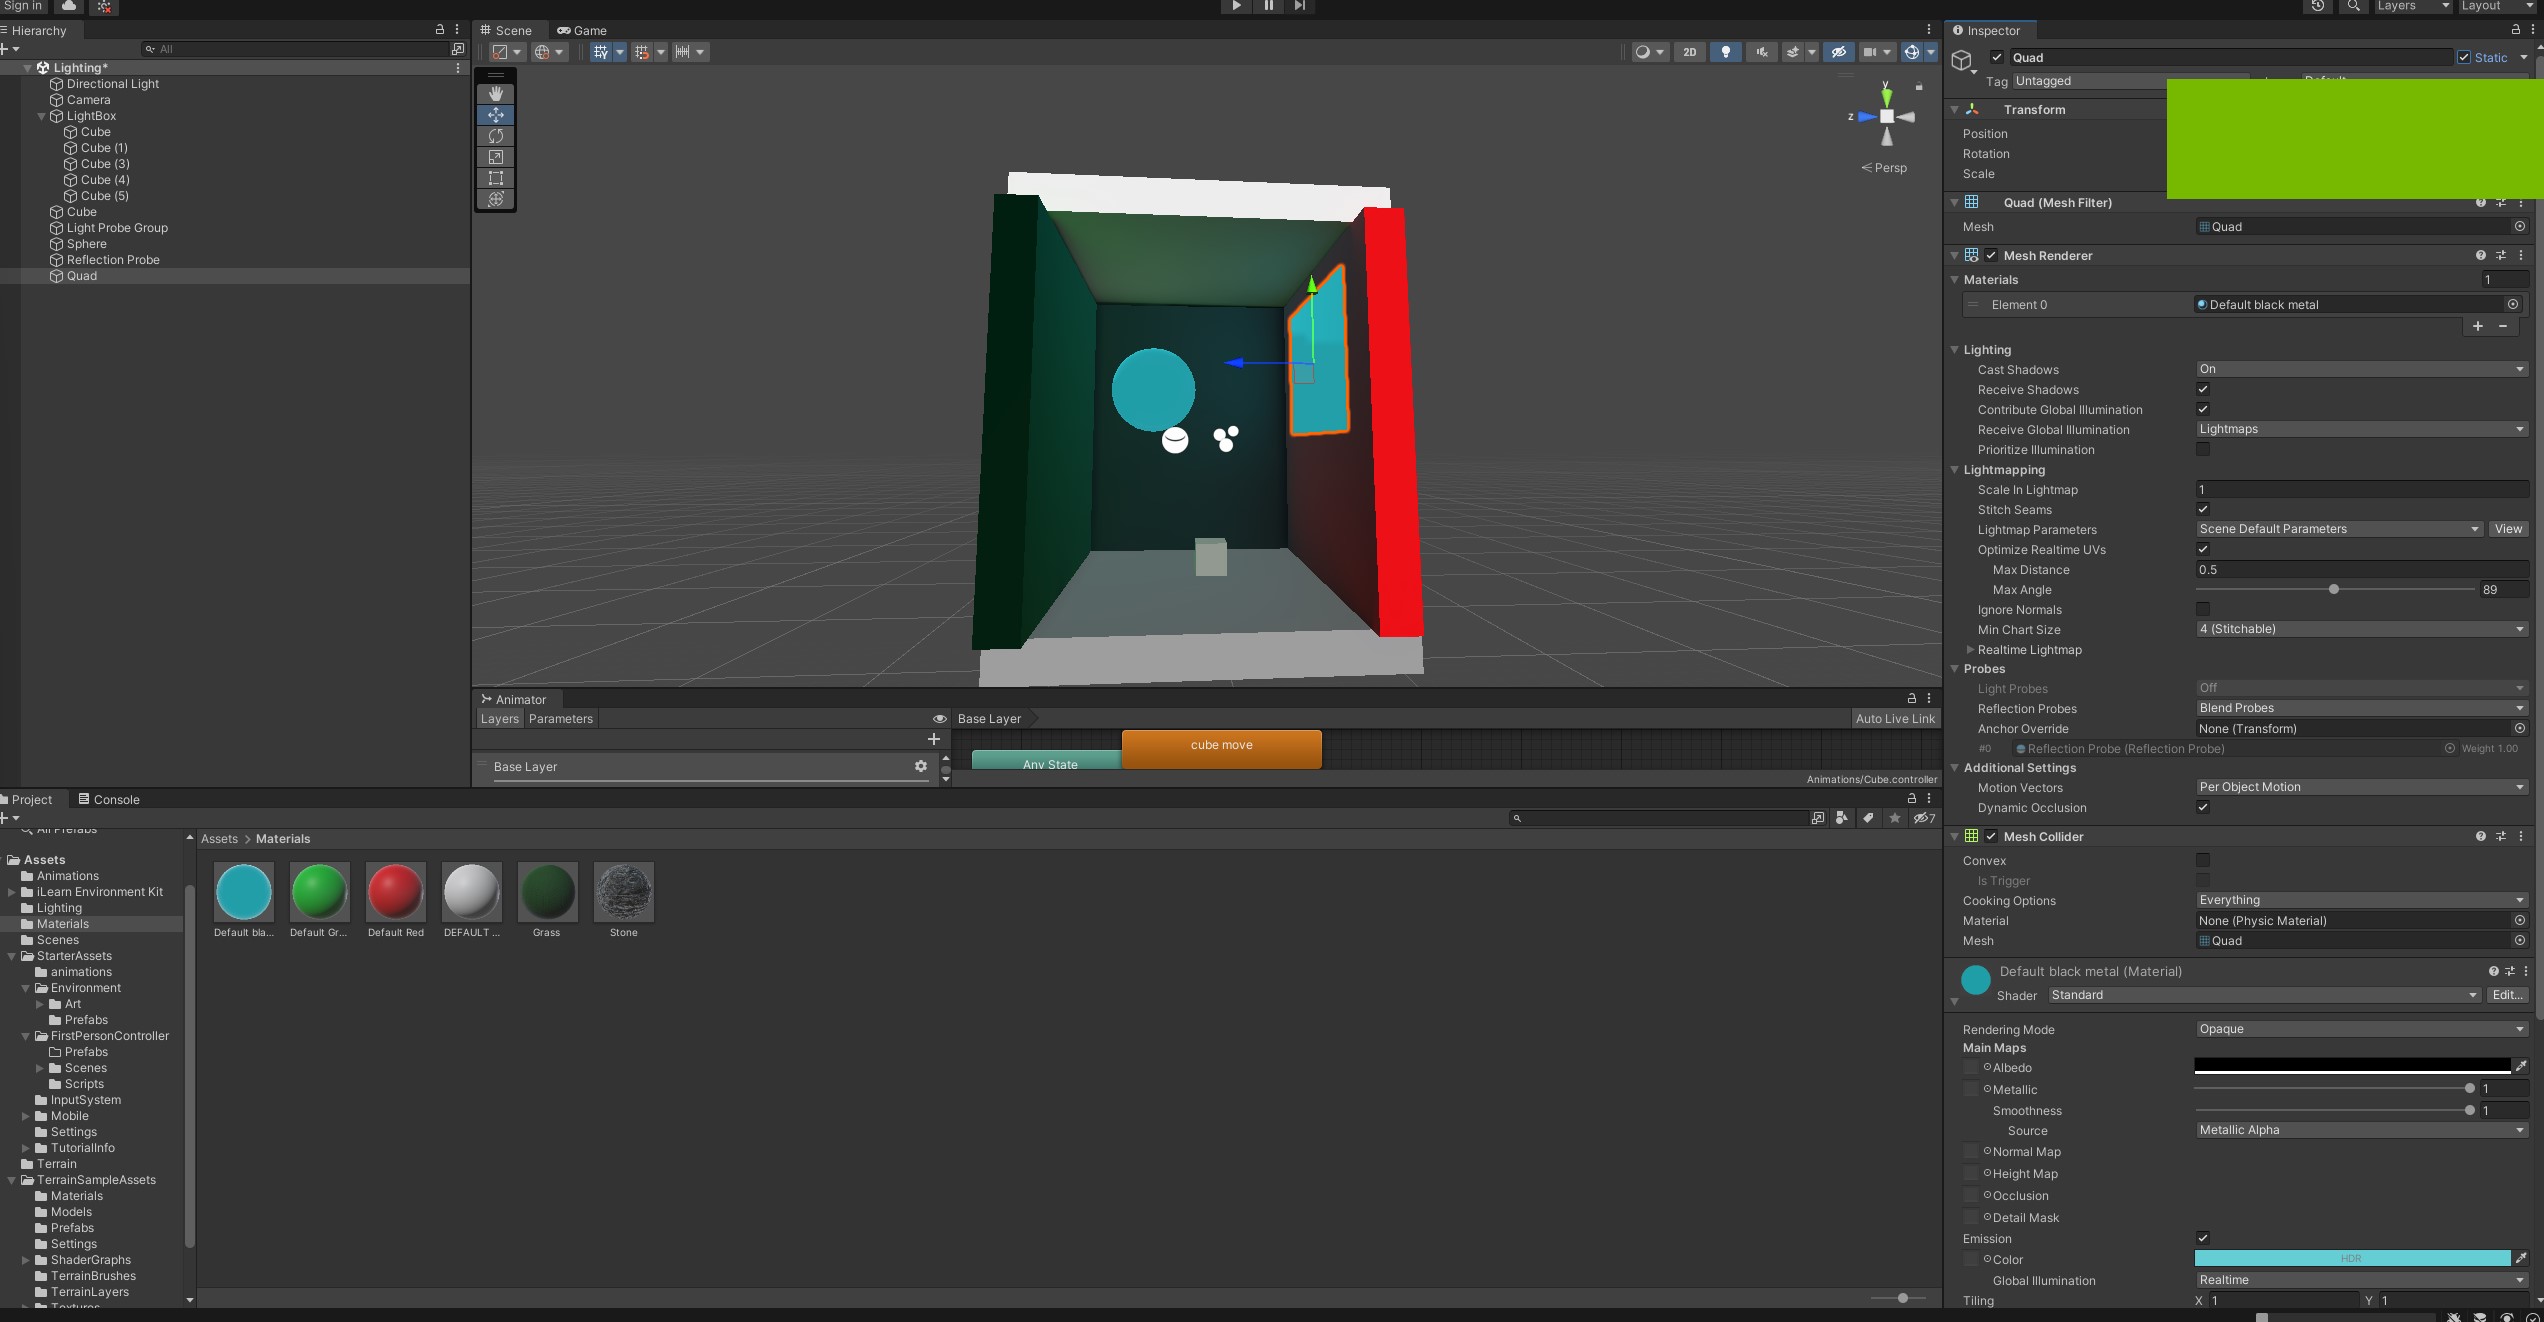 Sign in
Layers
Layout
Hierarchy
All
Lighting*
Directional Light
Camera
LightBox
Cube
Cube (1)
Cube (3)
Cube (4)
Cube (5)
Cube
Light Probe Group
Sphere
Reflection Probe
Quad
Scene
Game
2D
y
z
Persp
Animator
Layers
Parameters
Base Layer
Auto Live Link
Base Layer
cube move
Any State
Animations/Cube.controller
Project
Console
7
All Prefabs
Assets
Animations
iLearn Environment Kit
Lighting
Materials
Scenes
StarterAssets
animations
Environment
Art
Prefabs
FirstPersonController
Prefabs
Scenes
Scripts
InputSystem
Mobile
Settings
TutorialInfo
Terrain
TerrainSampleAssets
Materials
Models
Prefabs
Settings
ShaderGraphs
TerrainBrushes
TerrainLayers
Textures
Assets > Materials
Default bla...
Default Gr...
Default Red
DEFAULT ...
Grass
Stone
Inspector
Quad
Static
Tag Untagged
Transform
Position
Rotation
Scale
Quad (Mesh Filter)
Mesh Quad
Mesh Renderer
Materials 1
Element 0 Default black metal
Lighting
Cast Shadows On
Receive Shadows
Contribute Global Illumination
Receive Global Illumination Lightmaps
Prioritize Illumination
Lightmapping
Scale In Lightmap 1
Stitch Seams
Lightmap Parameters Scene Default Parameters View
Optimize Realtime UVs
Max Distance 0.5
Max Angle 89
Ignore Normals
Min Chart Size 4 (Stitchable)
Realtime Lightmap
Probes
Light Probes Off
Reflection Probes Blend Probes
Anchor Override None (Transform)
#0 Reflection Probe (Reflection Probe) Weight 1.00
Additional Settings
Motion Vectors Per Object Motion
Dynamic Occlusion
Mesh Collider
Convex
Is Trigger
Cooking Options Everything
Material None (Physic Material)
Mesh Quad
Default black metal (Material)
Shader Standard Edit...
Rendering Mode Opaque
Main Maps
Albedo
Metallic 1
Smoothness 1
Source Metallic Alpha
Normal Map
Height Map
Occlusion
Detail Mask
Emission
Color HDR
Global Illumination Realtime
Tiling X 1 Y 1